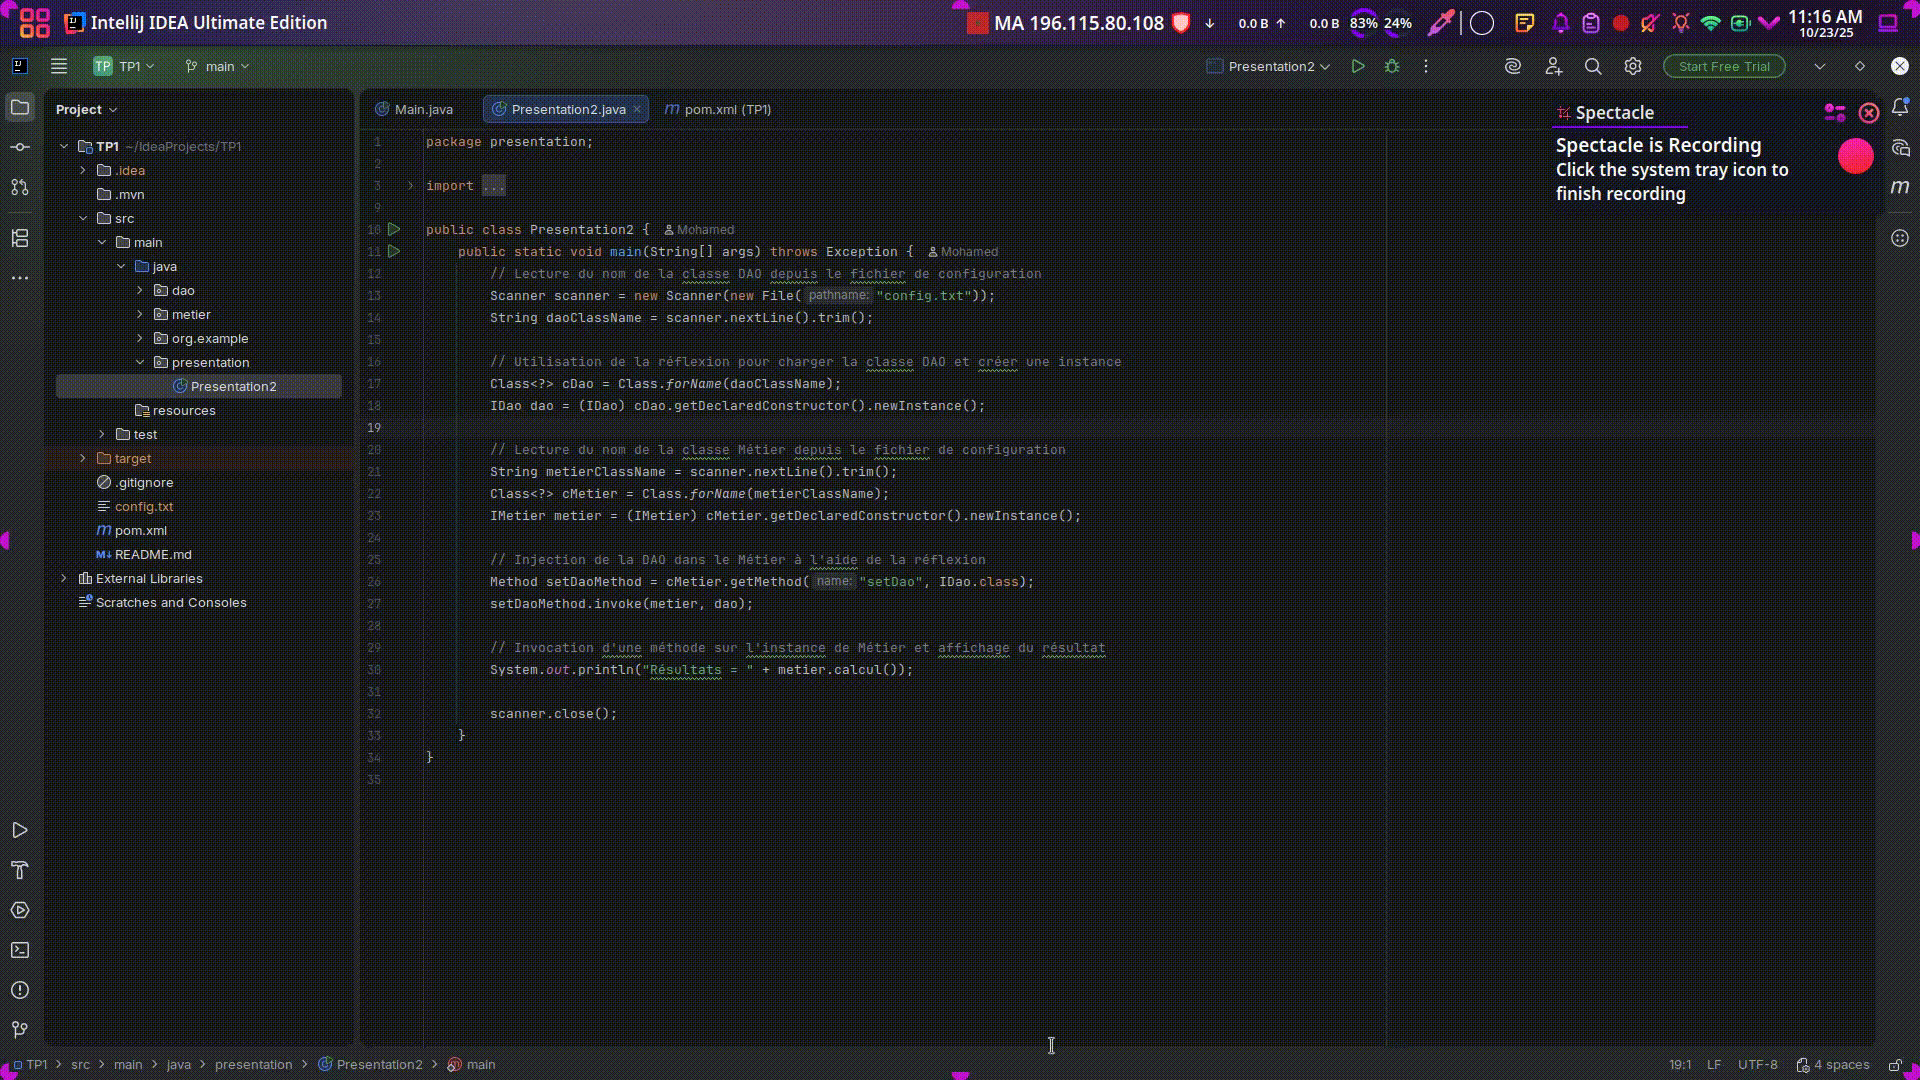 IntelliJ IDEA Ultimate Edition
MA 196.115.80.108
↓ 0.0 B ↑ 0.0 B 83% 24%
11:16 AM
10/23/25
TP TP1 main
Presentation2
Start Free Trial
Project
TP1 ~/IdeaProjects/TP1
.idea
.mvn
src
main
java
dao
metier
org.example
presentation
Presentation2
resources
test
target
.gitignore
config.txt
pom.xml
README.md
External Libraries
Scratches and Consoles
Main.java
Presentation2.java
pom.xml (TP1)
Spectacle
Spectacle is Recording
Click the system tray icon to
finish recording
1 package presentation;
2
3 import ...
9
10 public class Presentation2 { Mohamed
11 public static void main(String[] args) throws Exception { Mohamed
12 // Lecture du nom de la classe DAO depuis le fichier de configuration
13 Scanner scanner = new Scanner(new File( pathname: "config.txt"));
14 String daoClassName = scanner.nextLine().trim();
15
16 // Utilisation de la réflexion pour charger la classe DAO et créer une instance
17 Class<?> cDao = Class.forName(daoClassName);
18 IDao dao = (IDao) cDao.getDeclaredConstructor().newInstance();
19
20 // Lecture du nom de la classe Métier depuis le fichier de configuration
21 String metierClassName = scanner.nextLine().trim();
22 Class<?> cMetier = Class.forName(metierClassName);
23 IMetier metier = (IMetier) cMetier.getDeclaredConstructor().newInstance();
24
25 // Injection de la DAO dans le Métier à l'aide de la réflexion
26 Method setDaoMethod = cMetier.getMethod( name: "setDao", IDao.class);
27 setDaoMethod.invoke(metier, dao);
28
29 // Invocation d'une méthode sur l'instance de Métier et affichage du résultat
30 System.out.println("Résultats = " + metier.calcul());
31
32 scanner.close();
33 }
34 }
35
TP1 > src > main > java > presentation > Presentation2 > main
19:1 LF UTF-8 4 spaces